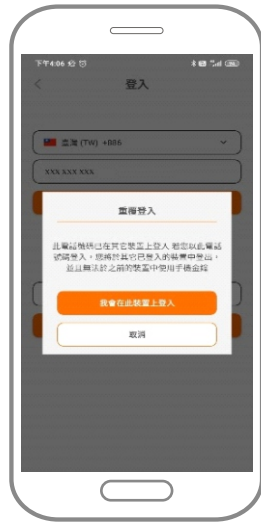 下午4:06
登入
臺灣 (TW) +886
XXX XXX XXX
重複登入
此電話號碼已在其它裝置上登入 若您以此電話
號碼登入,您將於其它已登入的裝置中登出,
並且無法於之前的裝置中使用手機金鑰
我會在此裝置上登入
取消